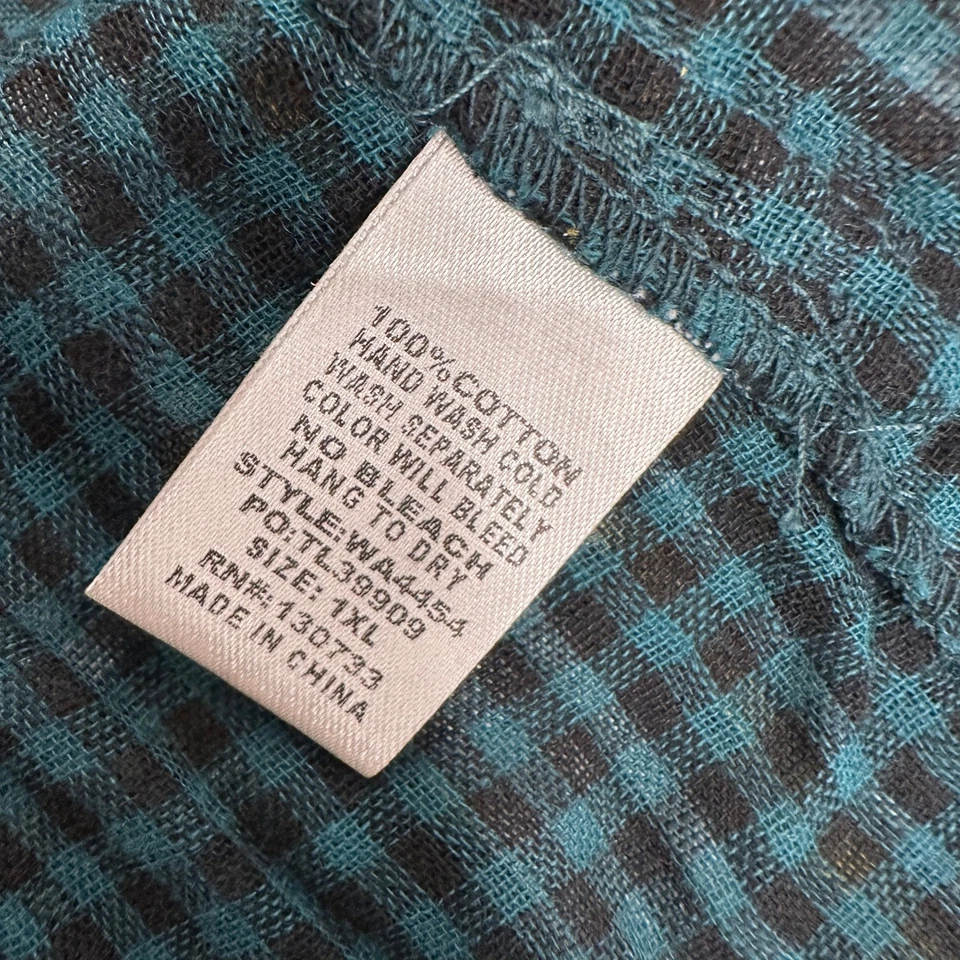 100% COTTON
HAND WASH COLD
WASH SEPARATELY
COLOR WILL BLEED
NO BLEACH
HANG TO DRY
STYLE:WA4454
PO:TL39909
SIZE: 1XL
RN#:130733
MADE IN CHINA